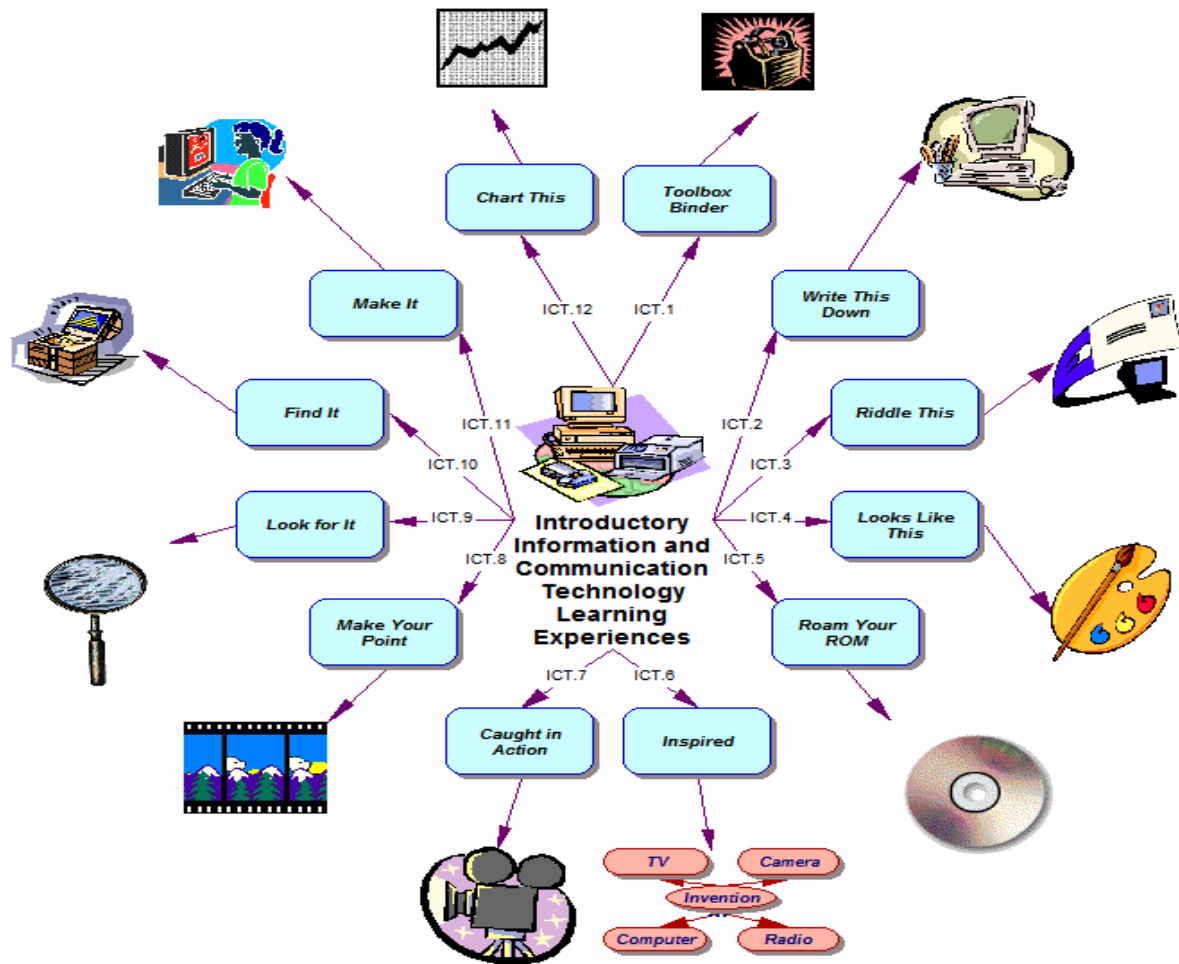 Chart This
Toolbox
Binder
Make It
ICT.12
ICT.1
Write This
Down
Find It
ICT.11
ICT.2
Riddle This
ICT.10
ICT.3
Look for It
ICT.9
ICT.4
Looks Like
This
Introductory
Information and
Communication
Technology
Learning
Experiences
ICT.8
ICT.5
Make Your
Point
Roam Your
ROM
ICT.7
ICT.6
Caught in
Action
Inspired
TV
Camera
Invention
Computer
Radio